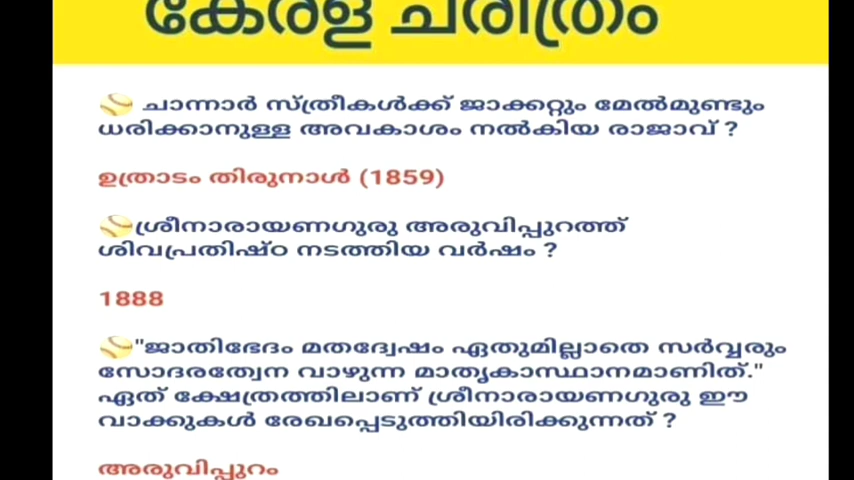 കേരള ചരിത്രം
ചാന്നാർ സ്ത്രീകൾക്ക് ജാക്കറ്റും മേൽമുണ്ടും
ധരിക്കാനുള്ള അവകാശം നൽകിയ രാജാവ് ?
ഉത്രാടം തിരുനാൾ (1859)
ശ്രീനാരായണഗുരു അരുവിപ്പുറത്ത്
ശിവപ്രതിഷ്ഠ നടത്തിയ വർഷം ?
1888
"ജാതിഭേദം മതദ്വേഷം ഏതുമില്ലാതെ സർവ്വരും
സോദരത്വേന വാഴുന്ന മാതൃകാസ്ഥാനമാണിത്."
ഏത് ക്ഷേത്രത്തിലാണ് ശ്രീനാരായണഗുരു ഈ
വാക്കുകൾ രേഖപ്പെടുത്തിയിരിക്കുന്നത് ?
അരുവിപ്പുറം